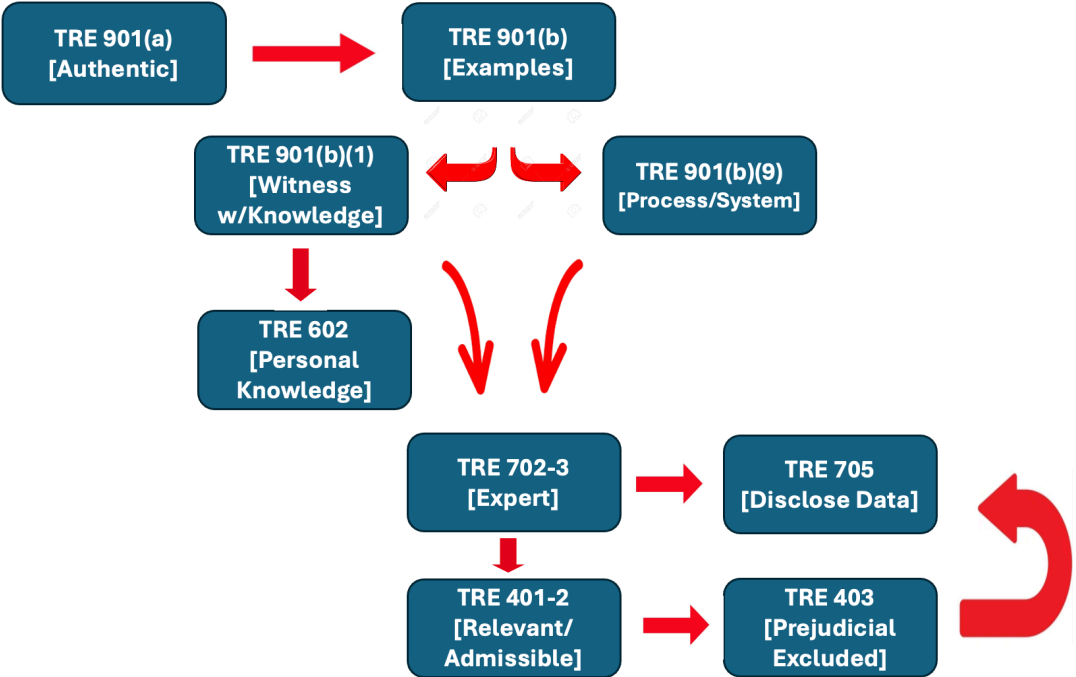 TRE 901(a)
[Authentic]
TRE 901(b)
[Examples]
TRE 901(b)(1)
[Witness
w/Knowledge]
TRE 901(b)(9)
[Process/System]
TRE 602
[Personal
Knowledge]
TRE 702-3
[Expert]
TRE 705
[Disclose Data]
TRE 401-2
[Relevant/
Admissible]
TRE 403
[Prejudicial
Excluded]